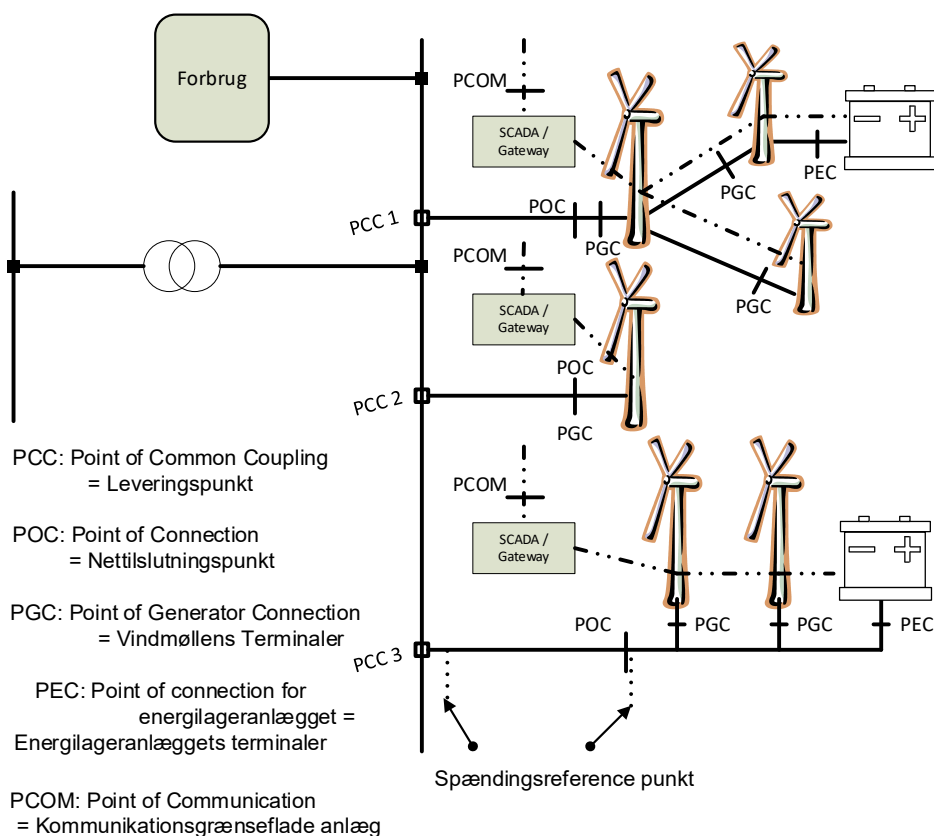 Forbrug
PCOM
SCADA /
Gateway
PGC
PEC
PCC 1
POC
PGC
PGC
PCOM
SCADA /
Gateway
POC
PCC 2
PGC
PCC: Point of Common Coupling
= Leveringspunkt
PCOM
POC: Point of Connection
= Nettilslutningspunkt
SCADA /
Gateway
PGC: Point of Generator Connection
= Vindmøllens Terminaler
POC
PGC
PGC
PEC
PCC 3
PEC: Point of connection for
energilageranlægget =
Energilageranlæggets terminaler
Spændingsreference punkt
PCOM: Point of Communication
= Kommunikationsgrænseflade anlæg